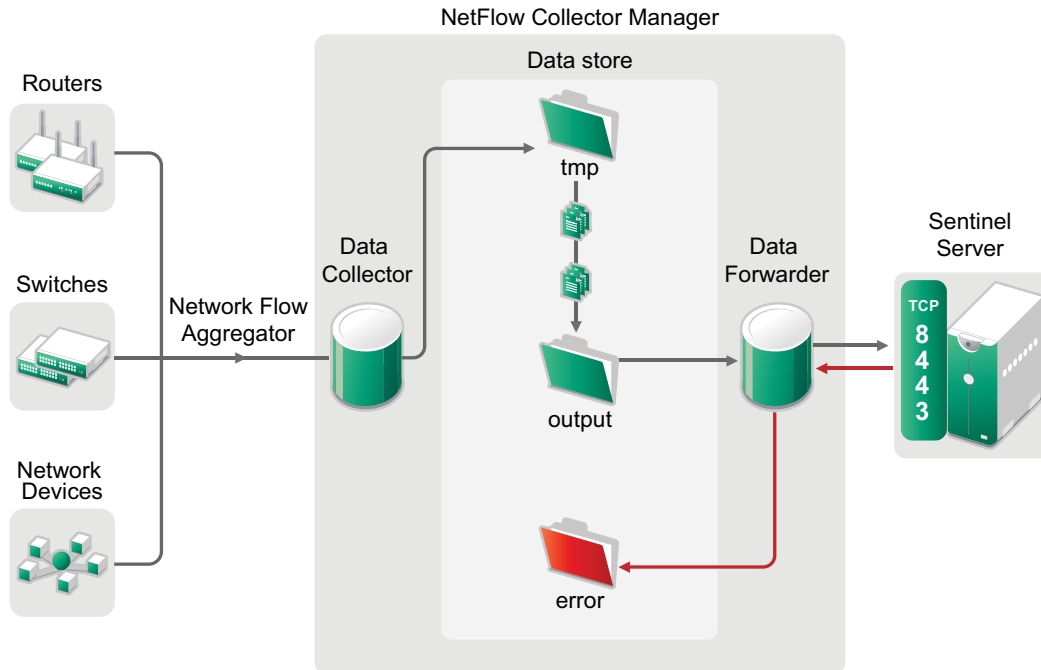 NetFlow Collector Manager
Data store
Routers
tmp
Switches
Network Flow
Aggregator
Data
Collector
Data
Forwarder
Sentinel
Server
TCP
8
4
4
3
output
Network
Devices
error